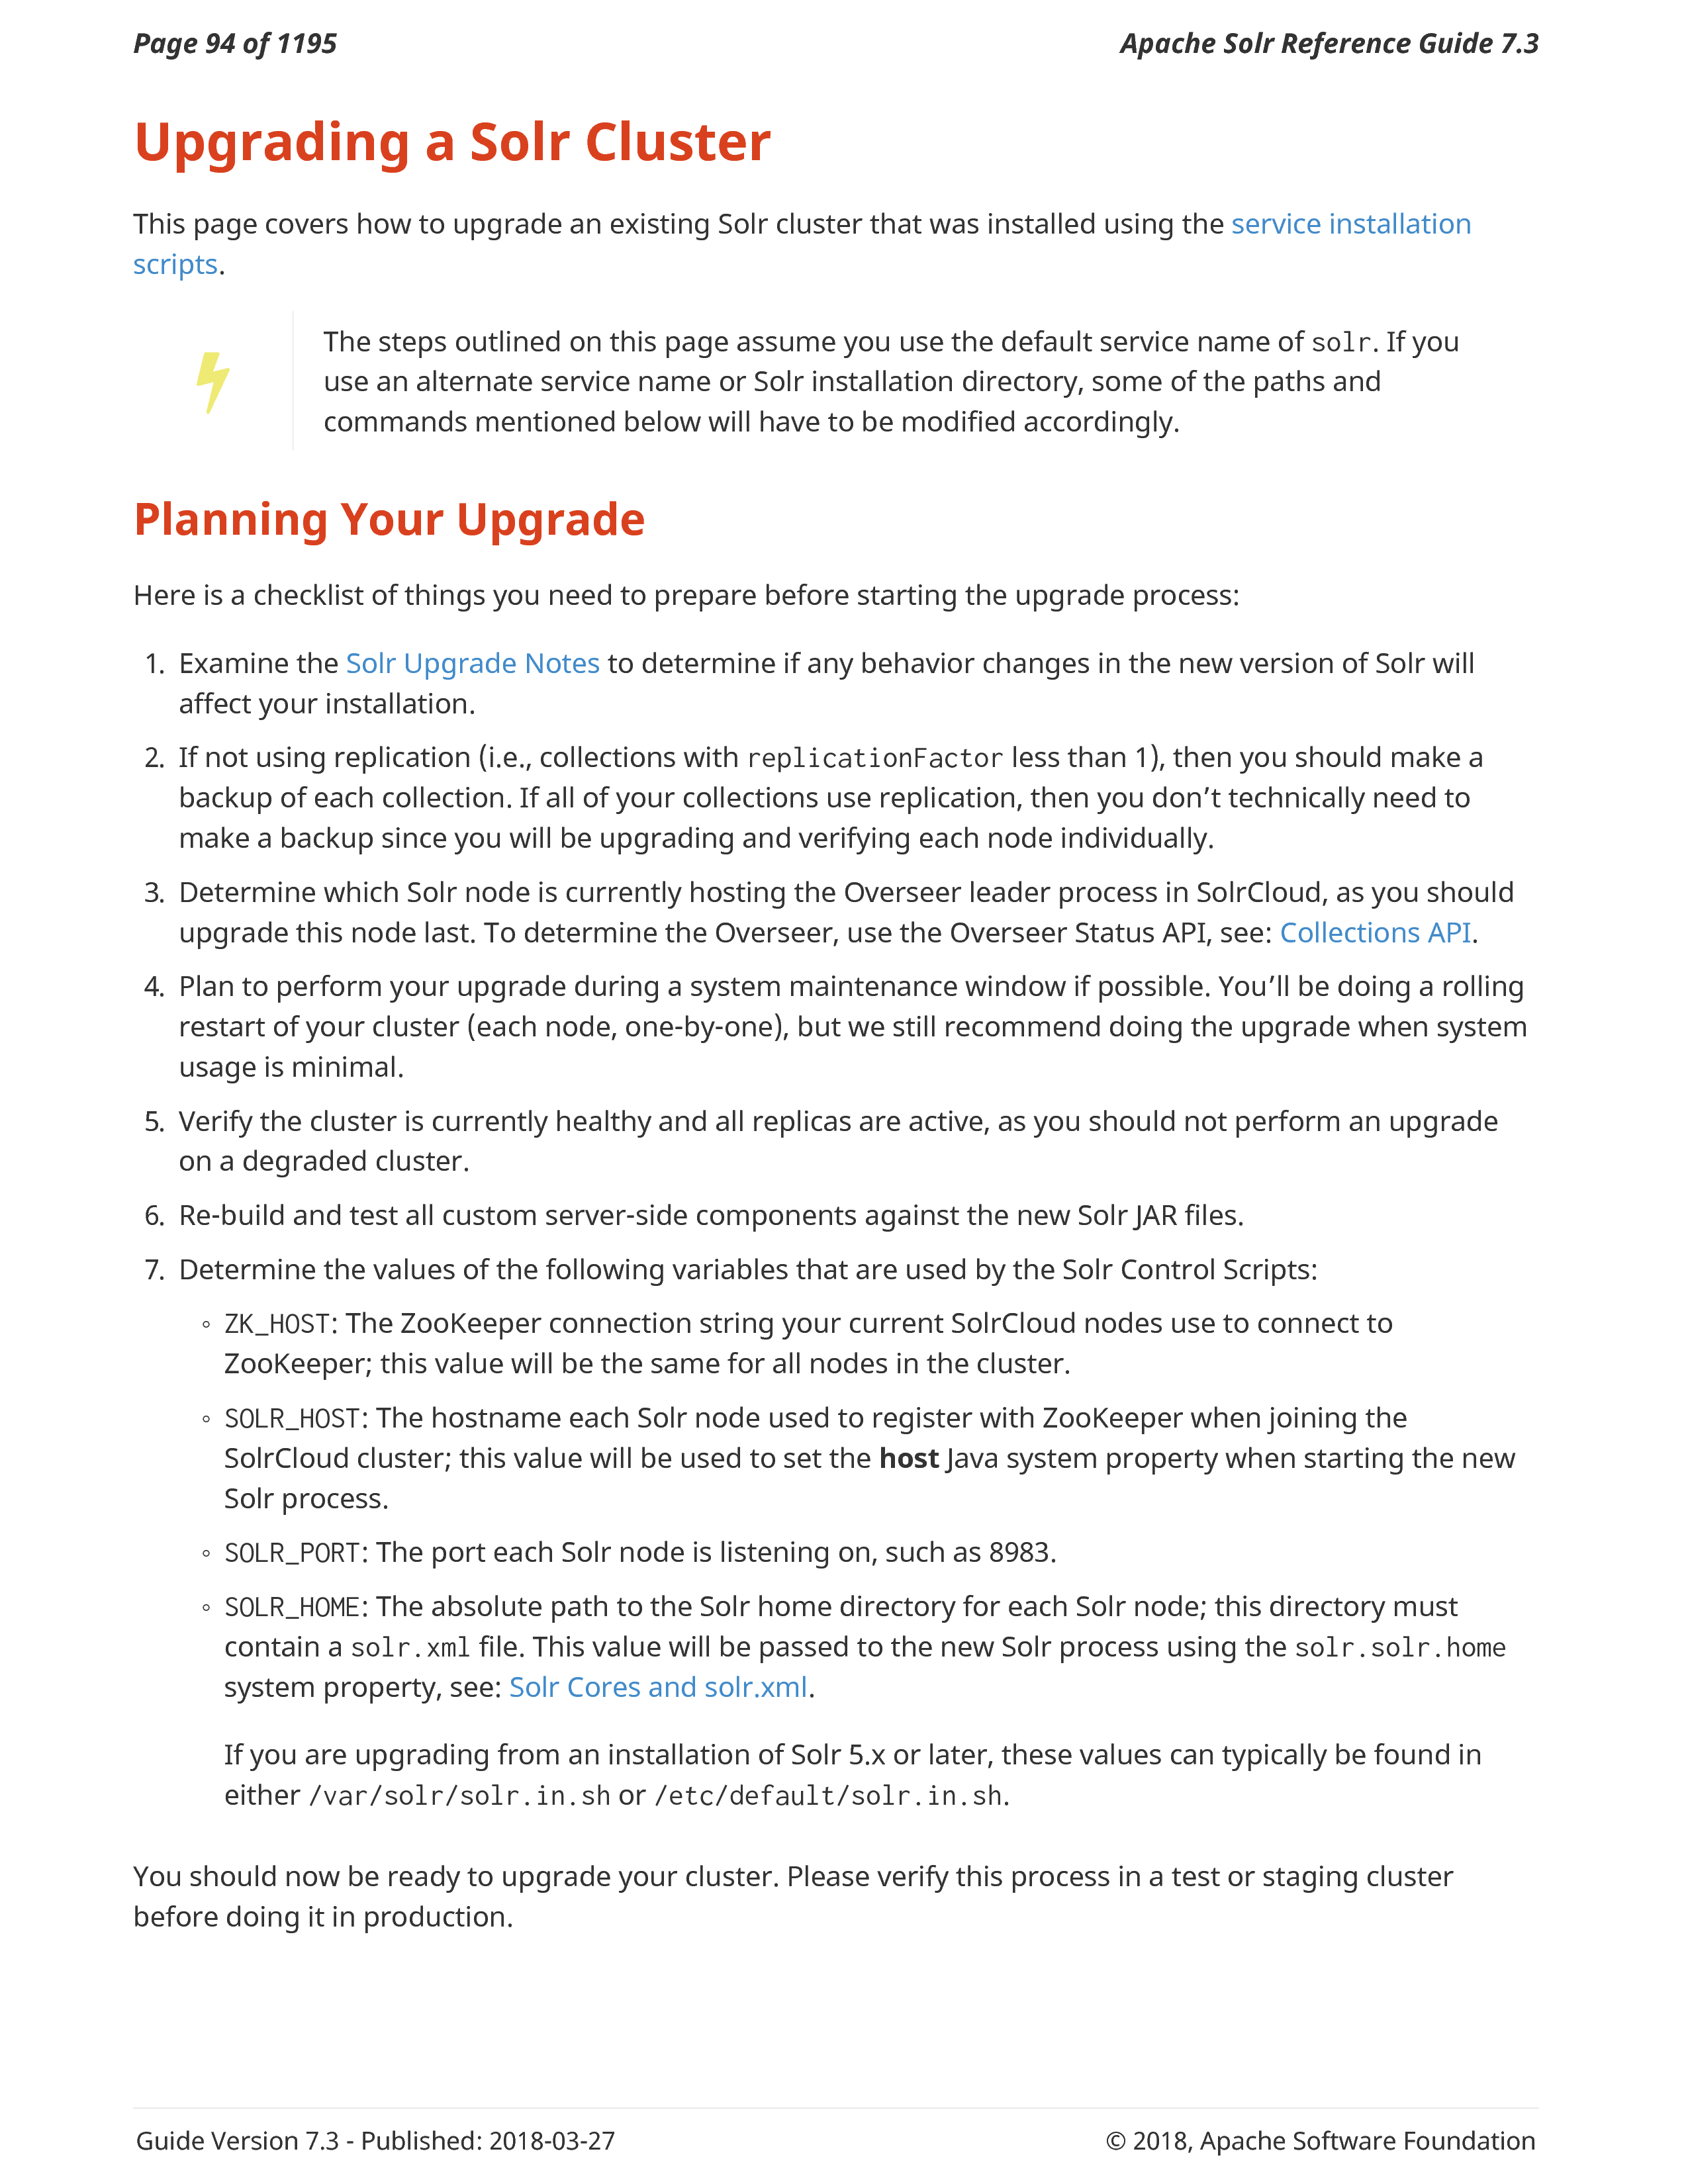 Page 94 of 1195
Apache Solr Reference Guide 7.3
Upgrading a Solr Cluster
This page covers how to upgrade an existing Solr cluster that was installed using the service installation
scripts.
The steps outlined on this page assume you use the default service name of solr. If you
use an alternate service name or Solr installation directory, some of the paths and
commands mentioned below will have to be modified accordingly.
Planning Your Upgrade
Here is a checklist of things you need to prepare before starting the upgrade process:
1. Examine the Solr Upgrade Notes to determine if any behavior changes in the new version of Solr will
affect your installation.
2. If not using replication (i.e., collections with replicationFactor less than 1), then you should make a
backup of each collection. If all of your collections use replication, then you don’t technically need to
make a backup since you will be upgrading and verifying each node individually.
3. Determine which Solr node is currently hosting the Overseer leader process in SolrCloud, as you should
upgrade this node last. To determine the Overseer, use the Overseer Status API, see: Collections API.
4. Plan to perform your upgrade during a system maintenance window if possible. You’ll be doing a rolling
restart of your cluster (each node, one-by-one), but we still recommend doing the upgrade when system
usage is minimal.
5. Verify the cluster is currently healthy and all replicas are active, as you should not perform an upgrade
on a degraded cluster.
6. Re-build and test all custom server-side components against the new Solr JAR files.
7. Determine the values of the following variables that are used by the Solr Control Scripts:
◦ ZK_HOST: The ZooKeeper connection string your current SolrCloud nodes use to connect to
ZooKeeper; this value will be the same for all nodes in the cluster.
◦ SOLR_HOST: The hostname each Solr node used to register with ZooKeeper when joining the
SolrCloud cluster; this value will be used to set the host Java system property when starting the new
Solr process.
◦ SOLR_PORT: The port each Solr node is listening on, such as 8983.
◦ SOLR_HOME: The absolute path to the Solr home directory for each Solr node; this directory must
contain a solr.xml file. This value will be passed to the new Solr process using the solr.solr.home
system property, see: Solr Cores and solr.xml.
If you are upgrading from an installation of Solr 5.x or later, these values can typically be found in
either /var/solr/solr.in.sh or /etc/default/solr.in.sh.
You should now be ready to upgrade your cluster. Please verify this process in a test or staging cluster
before doing it in production.
Guide Version 7.3 - Published: 2018-03-27
© 2018, Apache Software Foundation